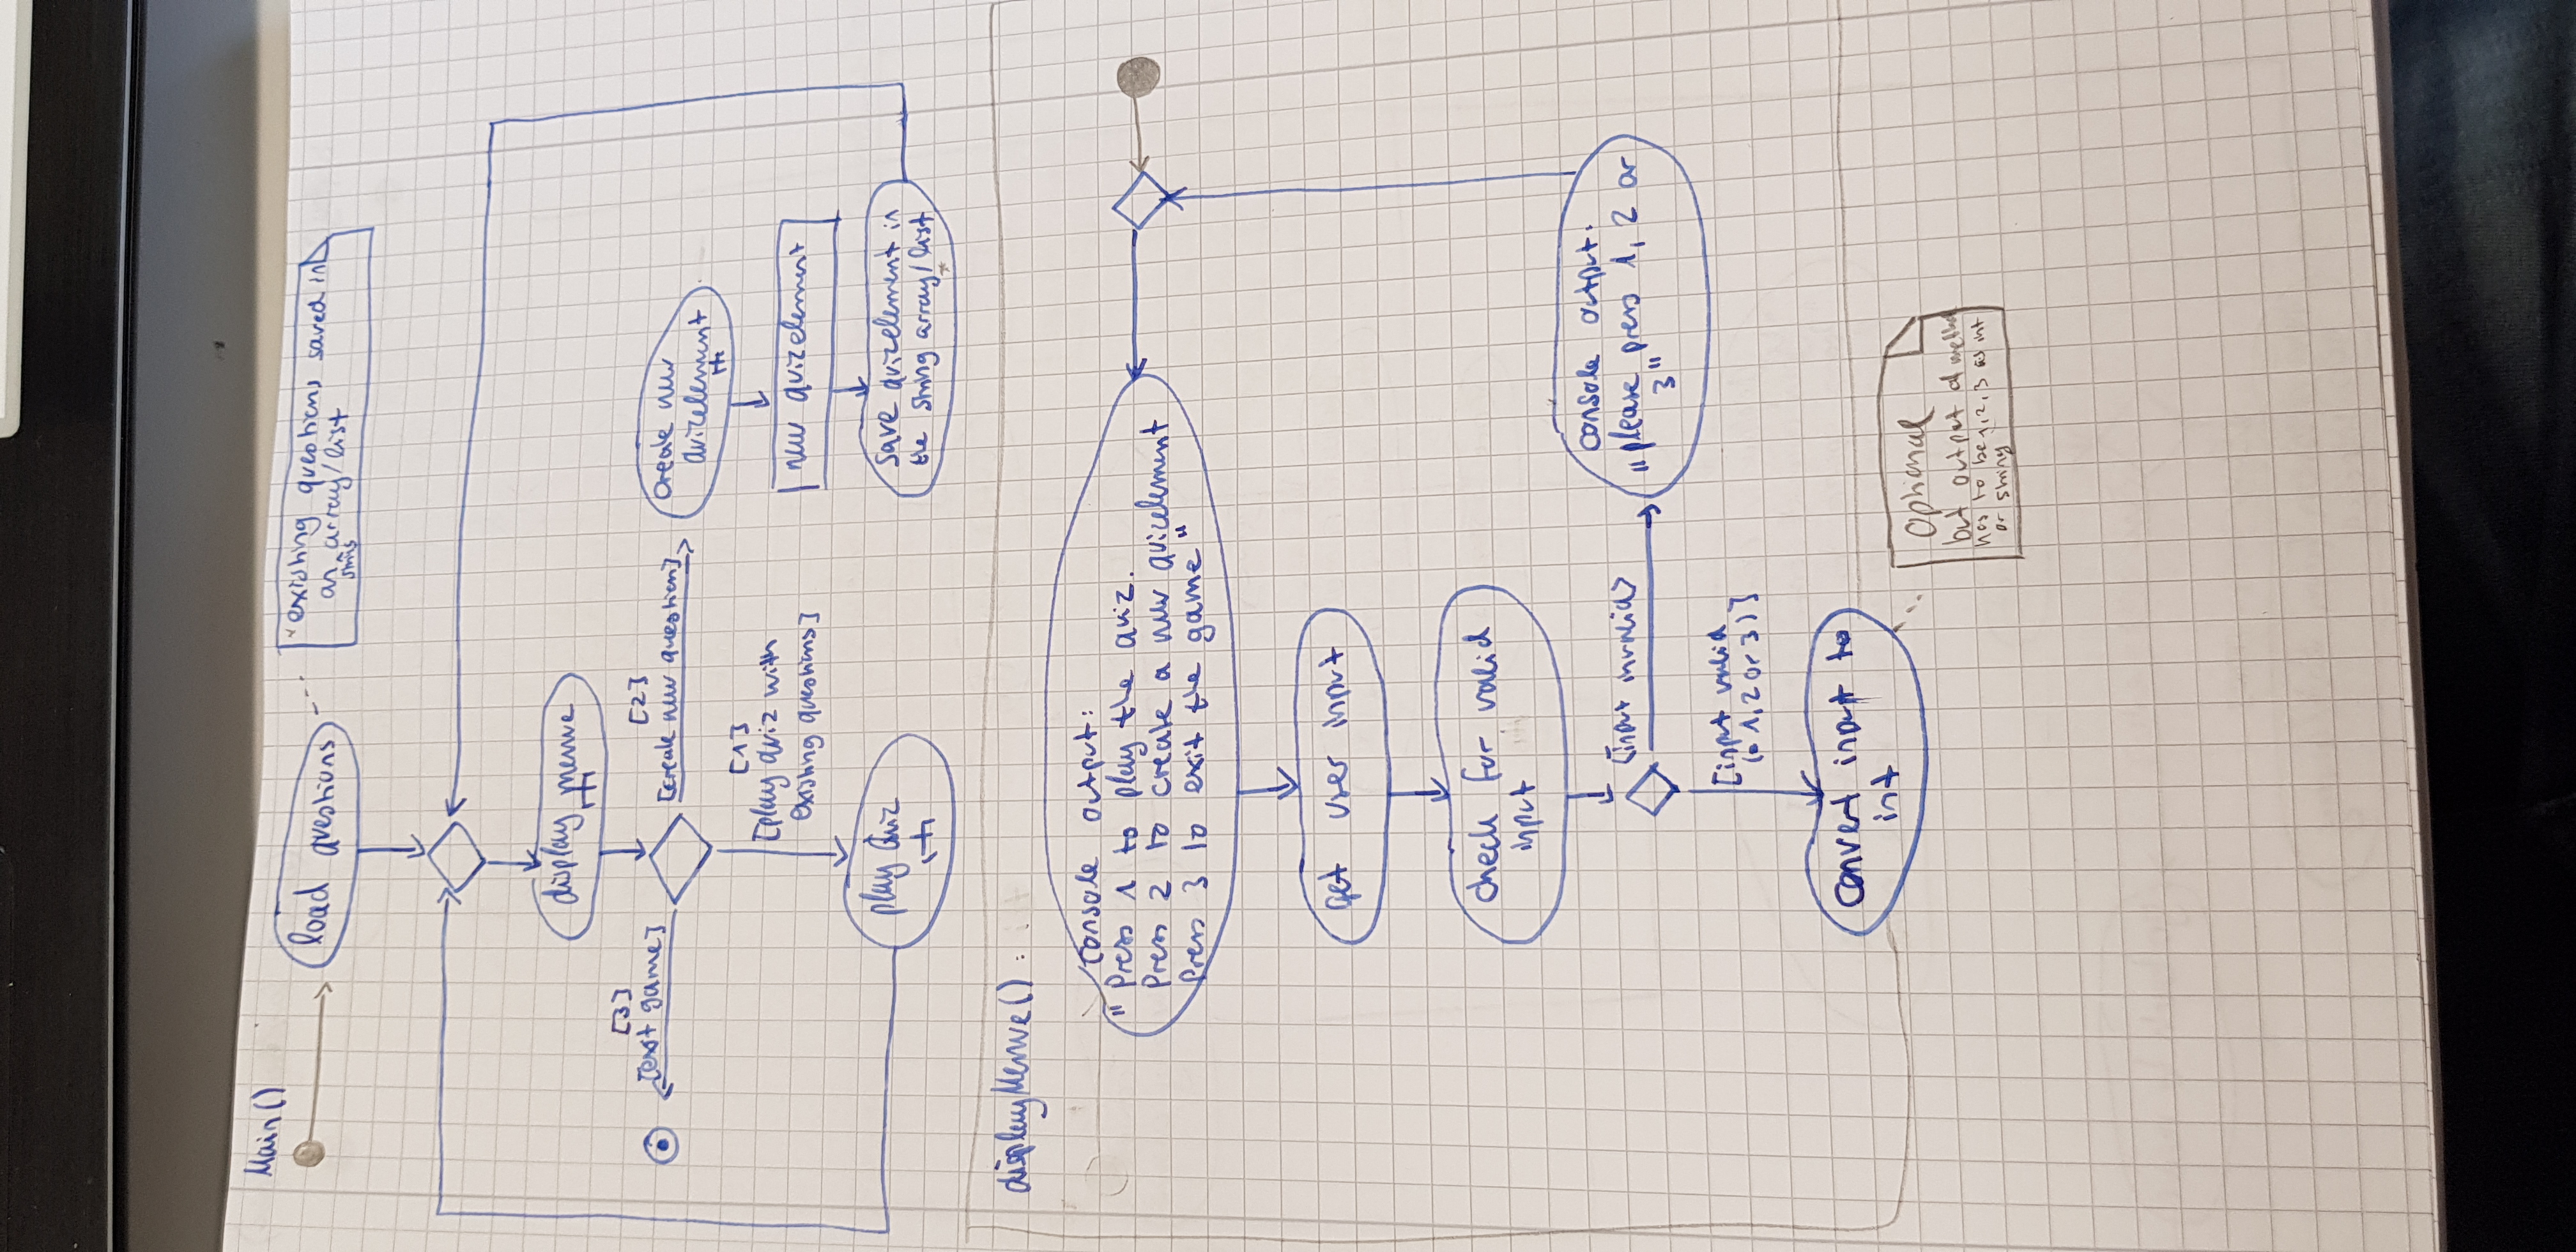 Main()
load questions
existing questions saved in
an array/list
display menue
[3]
[exit game]
[2]
[create new question]
create new
quizelement
[1]
[play quiz with
existing questions]
new quizelement
play Quiz
save quizelement in
the string array/list
displayMenue() :
console output:
"Press 1 to play the quiz.
Press 2 to create a new quizelement
Press 3 to exit the game"
get user input
check for valid
input
[input invalid]
console output:
"please press 1, 2 or
3"
[input valid
1, 2 or 3)]
convert input to
int
Optional
but output of method
has to be 1, 2, 3 as int
or string